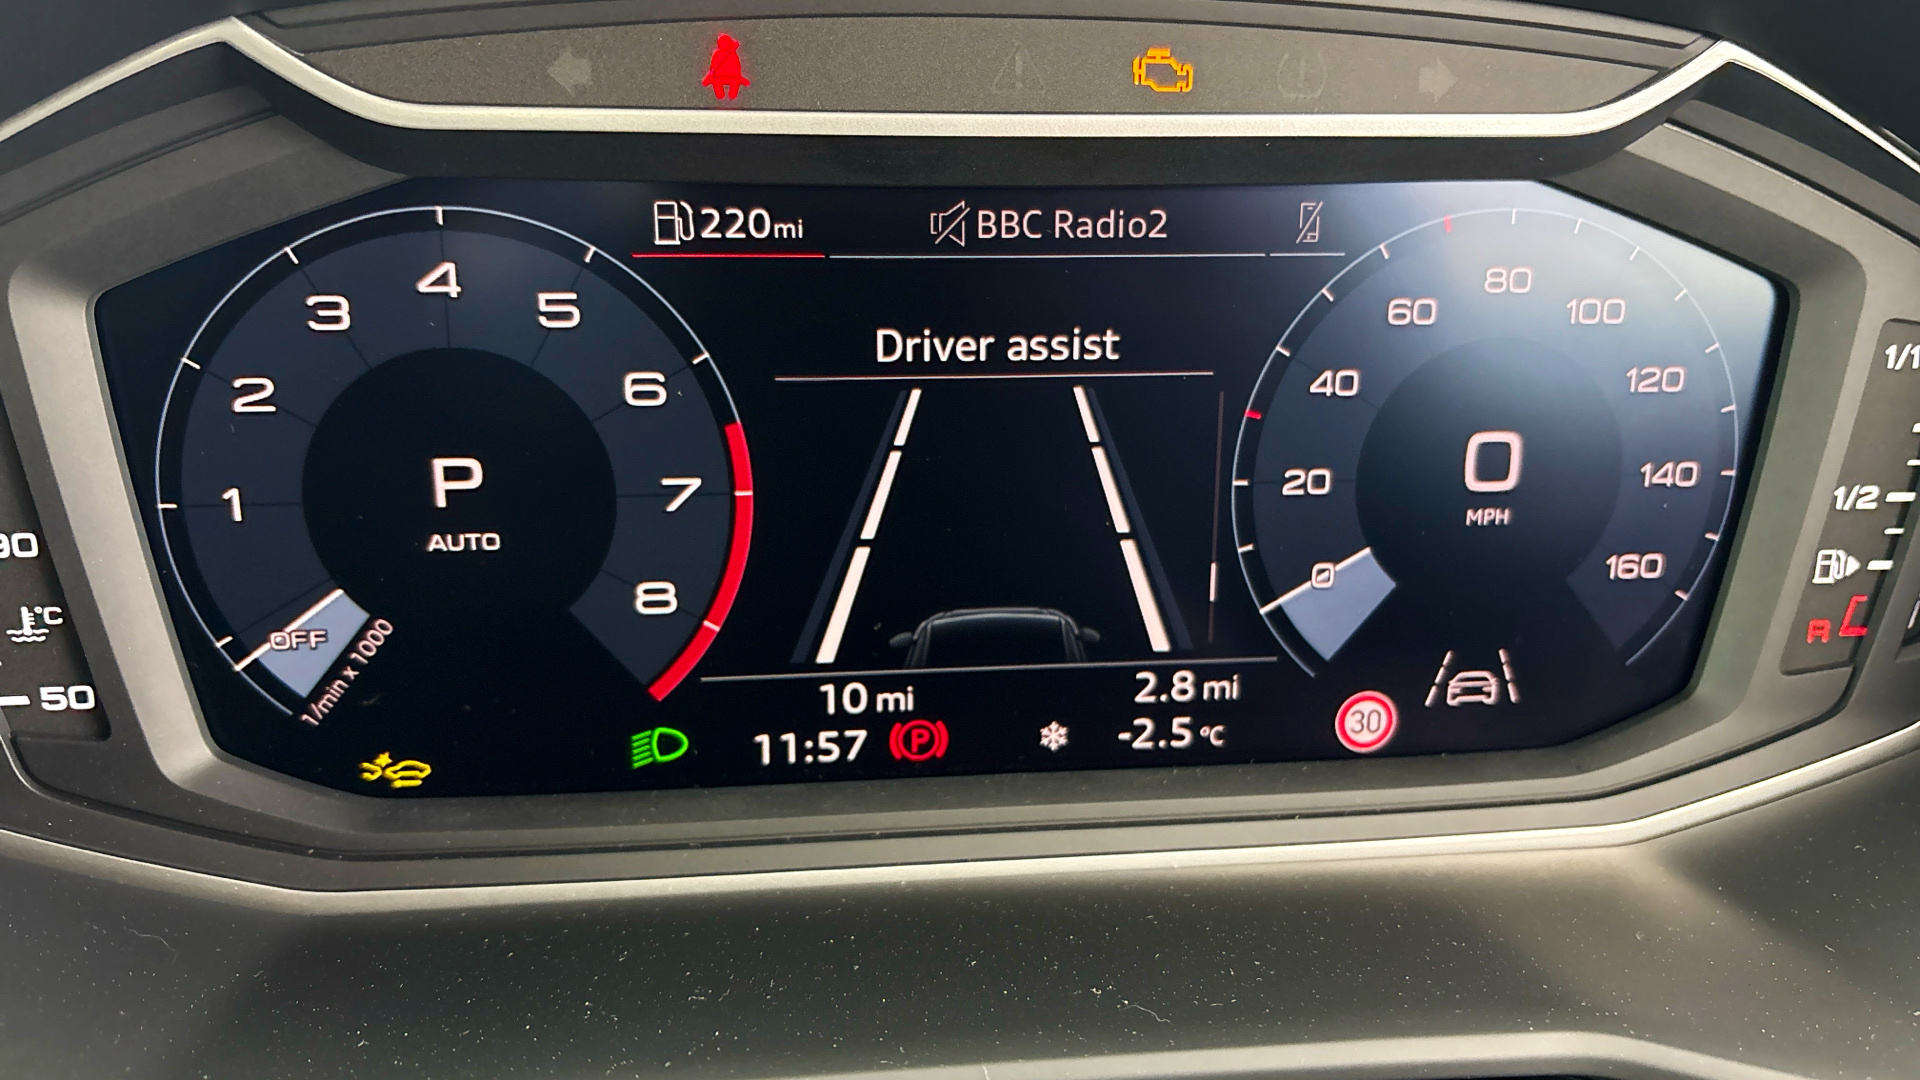 220mi
BBC Radio2
Driver assist
1
2
3
4
5
6
7
8
OFF
1/min x 1000
P
AUTO
0
20
40
60
80
100
120
140
160
0
MPH
10 mi
2.8 mi
11:57
P
-2.5 °C
30
90
°C
50
1/1
1/2
R